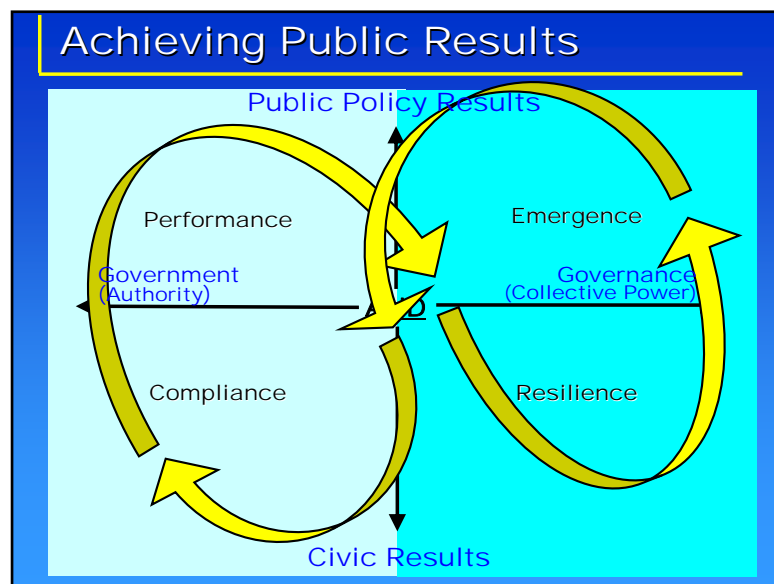 Achieving Public Results
Public Policy Results
Performance
Emergence
Government
(Authority)
Governance
(Collective Power)
Compliance
Resilience
Civic Results